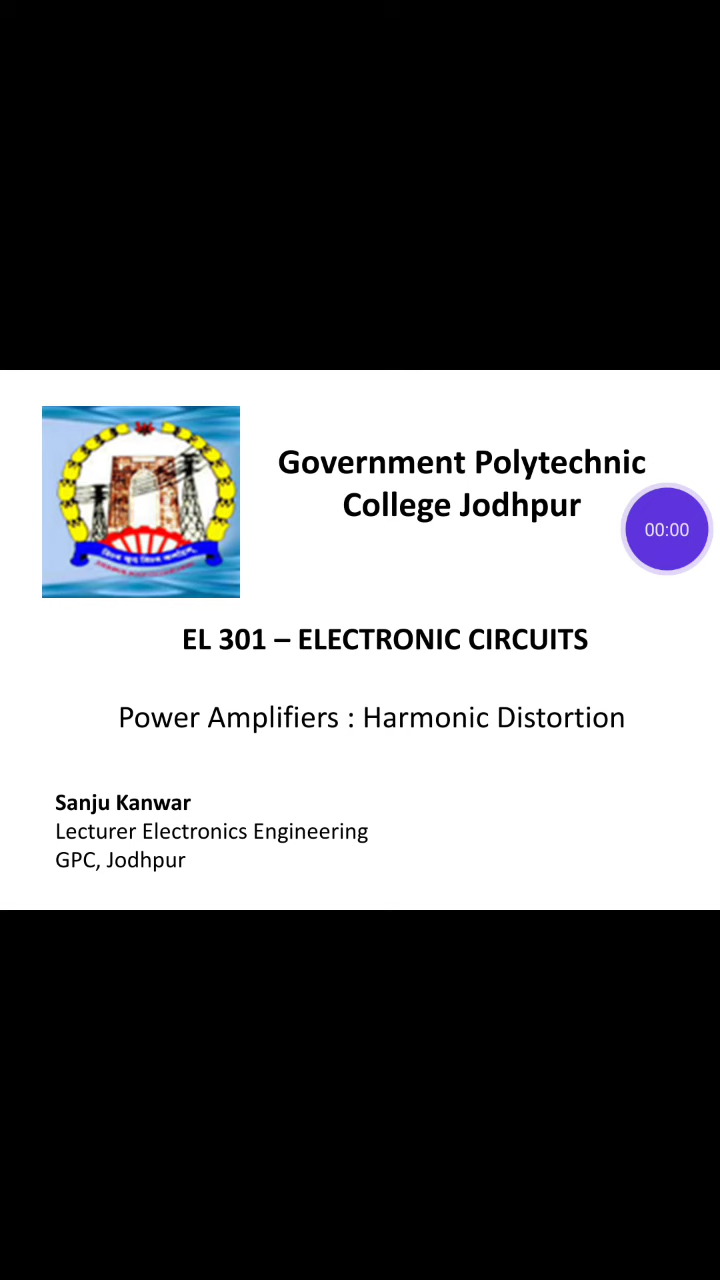 Government Polytechnic
College Jodhpur
00:00
EL 301 – ELECTRONIC CIRCUITS
Power Amplifiers : Harmonic Distortion
Sanju Kanwar
Lecturer Electronics Engineering
GPC, Jodhpur